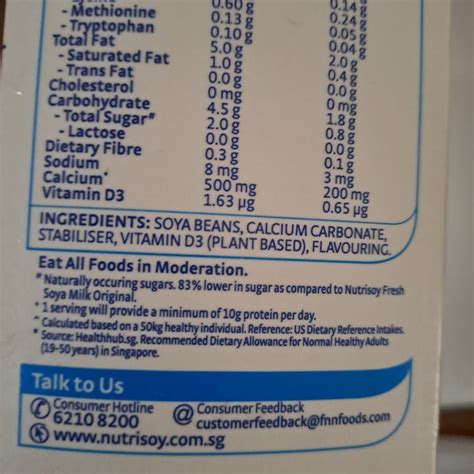 0.14 g
0.60 g 0.24 g
- Methionine 0.13 g 0.05 g
- Tryptophan 0.10 g 0.04 g
Total Fat 5.0 g 2.0 g
- Saturated Fat 1.0 g 0.4 g
- Trans Fat 0.0 g 0.0 g
Cholesterol 0 mg 0 mg
Carbohydrate 4.5 g 1.8 g
- Total Sugar# 2.0 g 0.8 g
- Lactose 0.0 g 0.0 g
Dietary Fibre 0.3 g 0.1 g
Sodium 8 mg 3 mg
Calcium* 500 mg 200 mg
Vitamin D3 1.63 µg 0.65 µg
INGREDIENTS: SOYA BEANS, CALCIUM CARBONATE,
STABILISER, VITAMIN D3 (PLANT BASED), FLAVOURING.
Eat All Foods in Moderation.
# Naturally occuring sugars. 83% lower in sugar as compared to Nutrisoy Fresh
Soya Milk Original.
1 serving will provide a minimum of 10g protein per day.
^ Calculated based on a 50kg healthy individual. Reference: US Dietary Reference Intakes.
* Source: Healthhub.sg. Recommended Dietary Allowance for Normal Healthy Adults
(19-50 years) in Singapore.
Talk to Us
Consumer Hotline
6210 8200
@ Consumer Feedback
customerfeedback@fnnfoods.com
www.nutrisoy.com.sg